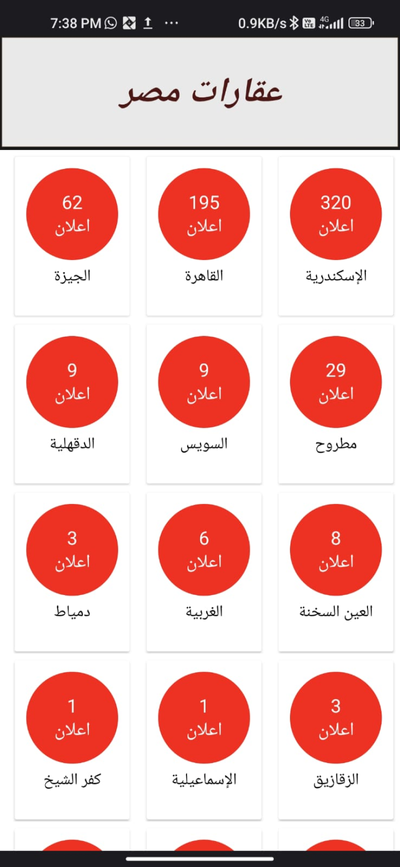 7:38 PM 0.9KB/s 4G 33
عقارات مصر
320
اعلان
الإسكندرية
195
اعلان
القاهرة
62
اعلان
الجيزة
29
اعلان
مطروح
9
اعلان
السويس
9
اعلان
الدقهلية
8
اعلان
العين السخنة
6
اعلان
الغربية
3
اعلان
دمياط
3
اعلان
الزقازيق
1
اعلان
الإسماعيلية
1
اعلان
كفر الشيخ